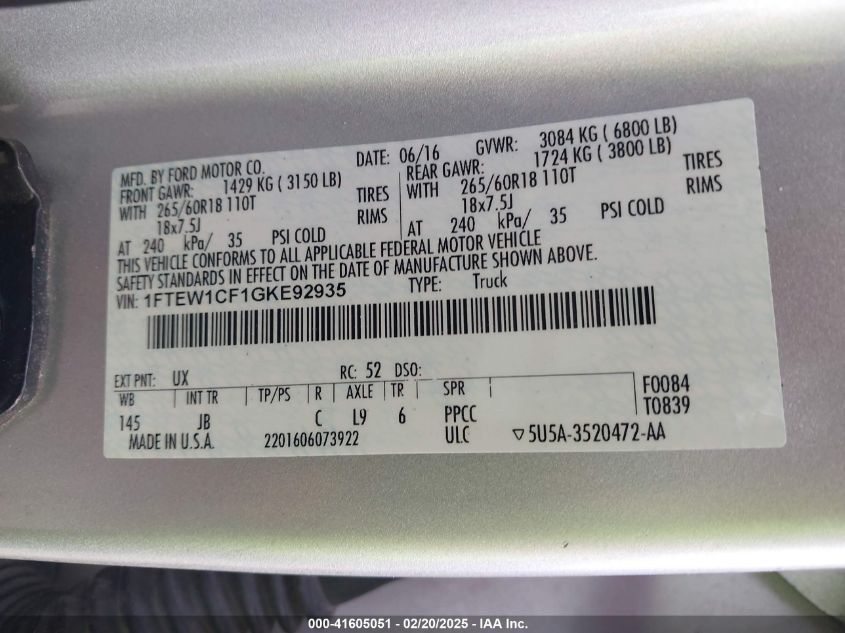 MFD. BY FORD MOTOR CO. DATE: 06/16 GVWR: 3084 KG ( 6800 LB)
FRONT GAWR: 1429 KG ( 3150 LB) REAR GAWR: 1724 KG ( 3800 LB)
WITH 265/60R18 110T TIRES WITH 265/60R18 110T TIRES
18x7.5J RIMS 18x7.5J RIMS
AT 240 kPa/ 35 PSI COLD AT 240 kPa/ 35 PSI COLD
THIS VEHICLE CONFORMS TO ALL APPLICABLE FEDERAL MOTOR VEHICLE
SAFETY STANDARDS IN EFFECT ON THE DATE OF MANUFACTURE SHOWN ABOVE.
VIN: 1FTEW1CF1GKE92935 TYPE: Truck
EXT PNT: UX RC: 52 DSO:
WB INT TR TP/PS R AXLE TR SPR F0084
145 JB C L9 6 PPCC T0839
MADE IN U.S.A. 2201606073922 ULC ▽5U5A-3520472-AA
000-41605051 - 02/20/2025 - IAA Inc.